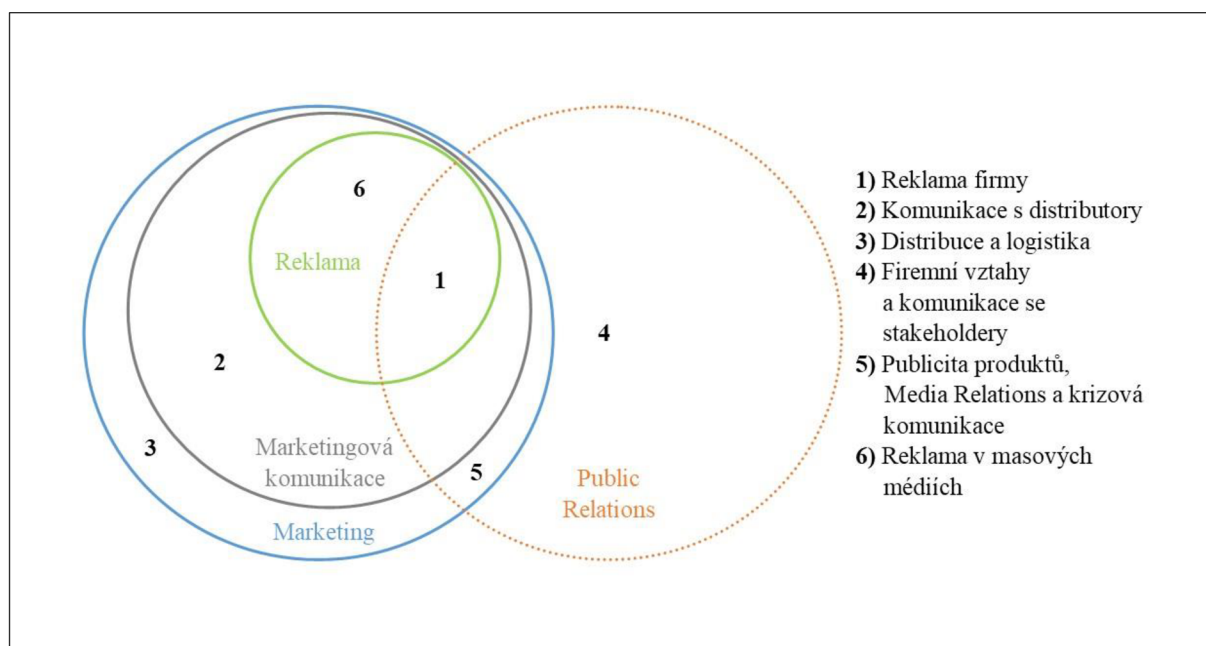 6
Reklama
1
4
2
3
Marketingová
komunikace
5
Public
Relations
Marketing
1) Reklama firmy
2) Komunikace s distributory
3) Distribuce a logistika
4) Firemní vztahy
a komunikace se
stakeholdery
5) Publicita produktů,
Media Relations a krizová
komunikace
6) Reklama v masových
médiích